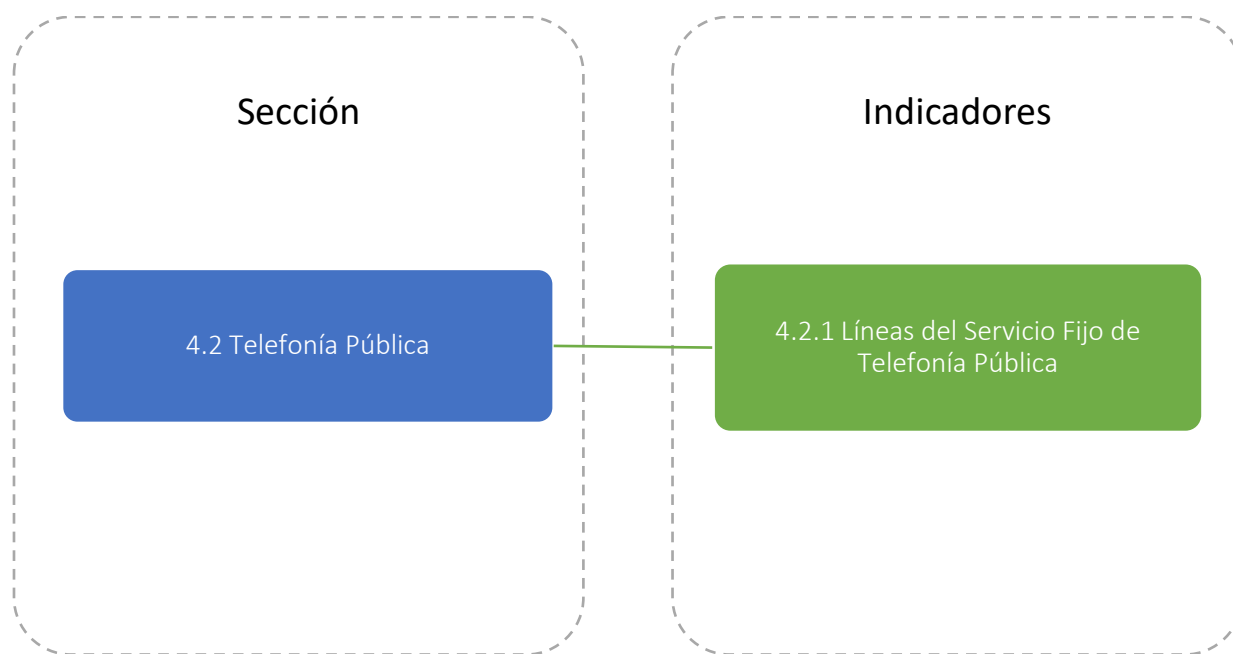 Sección
Indicadores
4.2 Telefonía Pública
4.2.1 Líneas del Servicio Fijo de
Telefonía Pública